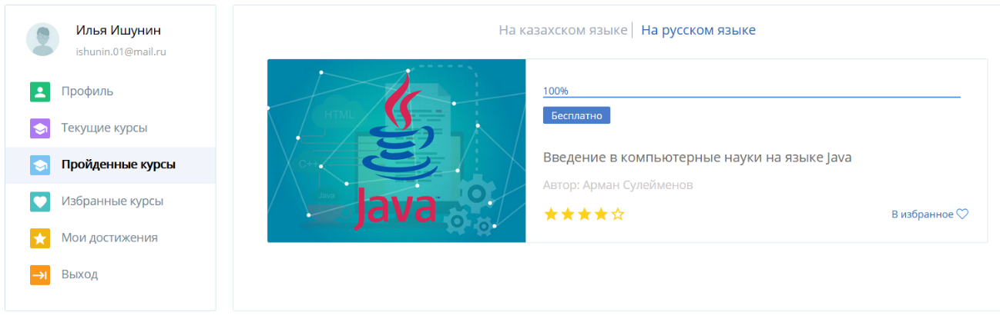 Илья Ишунин
ishunin.01@mail.ru
Профиль
Текущие курсы
Пройденные курсы
Избранные курсы
Мои достижения
Выход
На казахском языке | На русском языке
HTML
C++
Java
Java
100%
Бесплатно
Введение в компьютерные науки на языке Java
Автор: Арман Сулейменов
В избранное